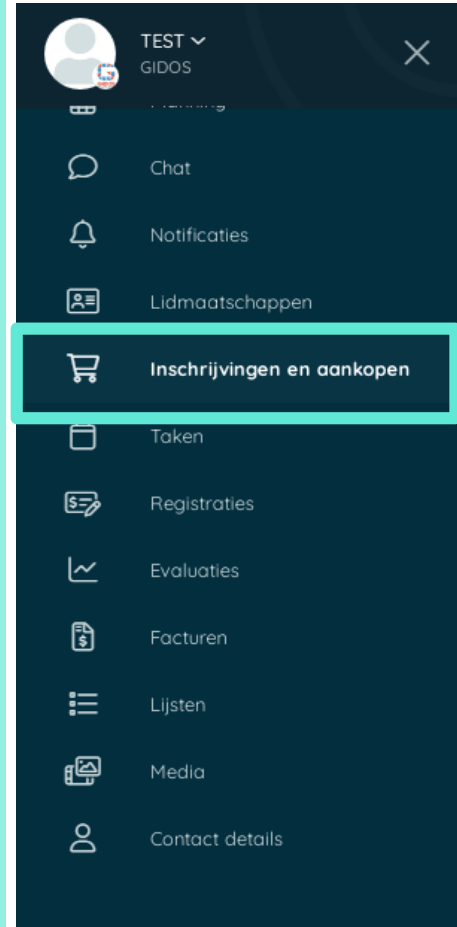 TEST
GIDOS
Chat
Notificaties
Lidmaatschappen
Inschrijvingen en aankopen
Taken
Registraties
Evaluaties
Facturen
Lijsten
Media
Contact details